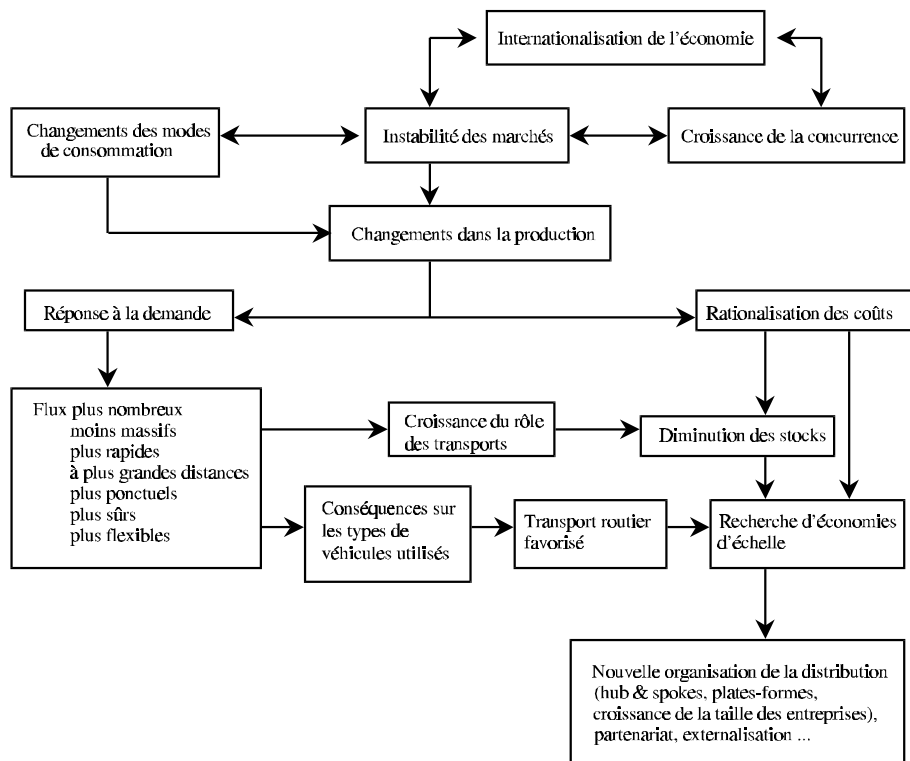 Internationalisation de l'économie
Changements des modes
de consommation
Instabilité des marchés
Croissance de la concurrence
Changements dans la production
Réponse à la demande
Rationalisation des coûts
Flux plus nombreux
moins massifs
plus rapides
à plus grandes distances
plus ponctuels
plus sûrs
plus flexibles
Croissance du rôle
des transports
Diminution des stocks
Conséquences sur
les types de
véhicules utilisés
Transport routier
favorisé
Recherche d'économies
d'échelle
Nouvelle organisation de la distribution
(hub & spokes, plates-formes,
croissance de la taille des entreprises),
partenariat, externalisation ...